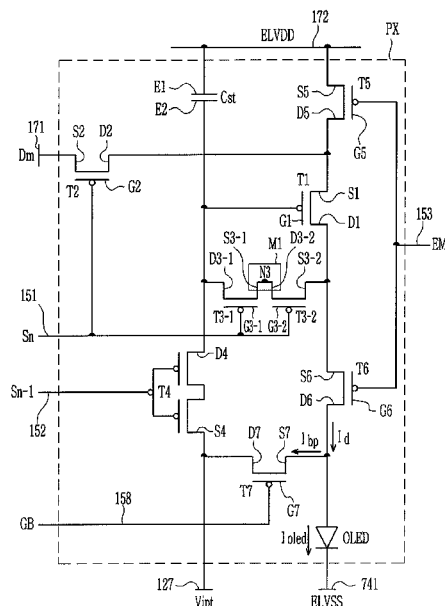 ELVDD
172
PX
E1
E2
Cst
S5
T5
D5
G5
171
S2
D2
Dm
T2
G2
T1
S1
G1
D1
153
EM
M1
S3-1
D3-2
D3-1
N3
S3-2
151
Sn
G3-1
G3-2
T3-1
T3-2
D4
S6
T6
Sn-1
T4
D6
G6
152
S4
D7
S7
Ibp
Id
T7
G7
158
GB
Ioled
OLED
127
741
Vint
ELVSS